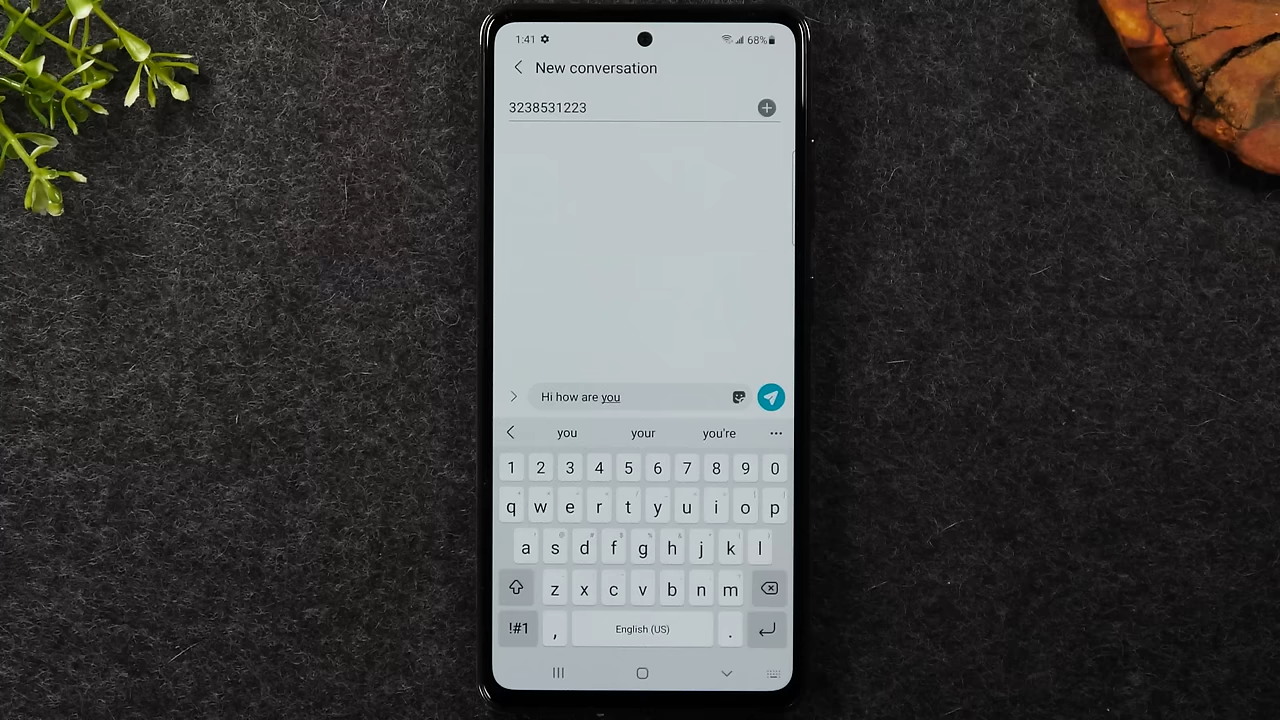 1:41 68%
New conversation
3238531223
Hi how are you
you your you're
1 2 3 4 5 6 7 8 9 0
q w e r t y u i o p
a s d f g h j k l
z x c v b n m
!#1 , English (US) .